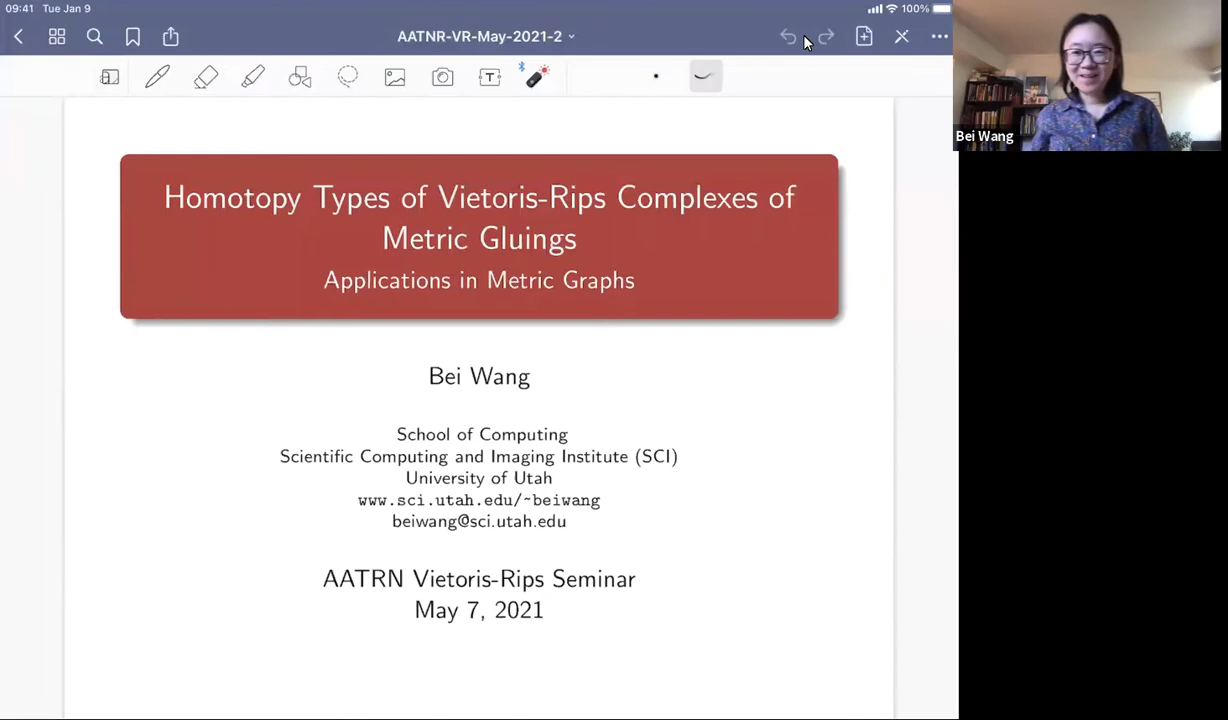 09:41 Tue Jan 9
100%
AATNR-VR-May-2021-2
T
Bei Wang
Homotopy Types of Vietoris-Rips Complexes of
Metric Gluings
Applications in Metric Graphs
Bei Wang
School of Computing
Scientific Computing and Imaging Institute (SCI)
University of Utah
www.sci.utah.edu/~beiwang
beiwang@sci.utah.edu
AATRN Vietoris-Rips Seminar
May 7, 2021